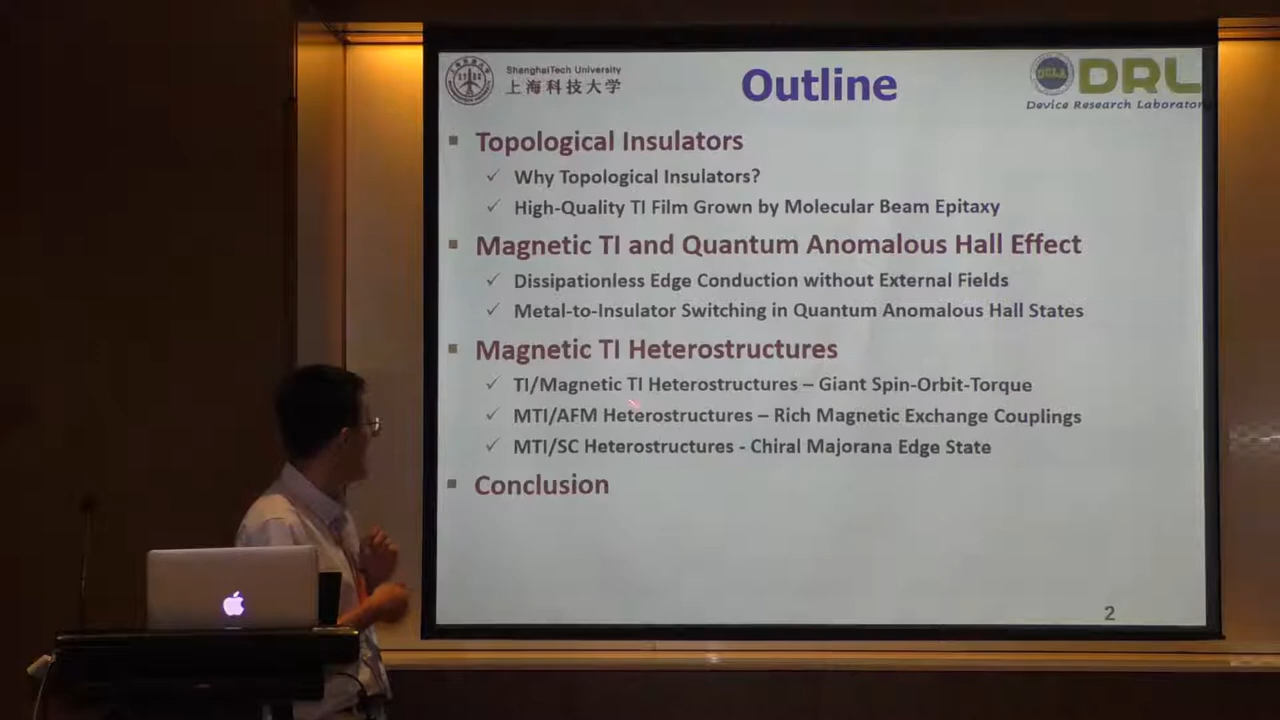 ShanghaiTech University
上海科技大学
Outline
UCLA DRL
Device Research Laboratory
Topological Insulators
Why Topological Insulators?
High-Quality TI Film Grown by Molecular Beam Epitaxy
Magnetic TI and Quantum Anomalous Hall Effect
Dissipationless Edge Conduction without External Fields
Metal-to-Insulator Switching in Quantum Anomalous Hall States
Magnetic TI Heterostructures
TI/Magnetic TI Heterostructures – Giant Spin-Orbit-Torque
MTI/AFM Heterostructures – Rich Magnetic Exchange Couplings
MTI/SC Heterostructures - Chiral Majorana Edge State
Conclusion
2